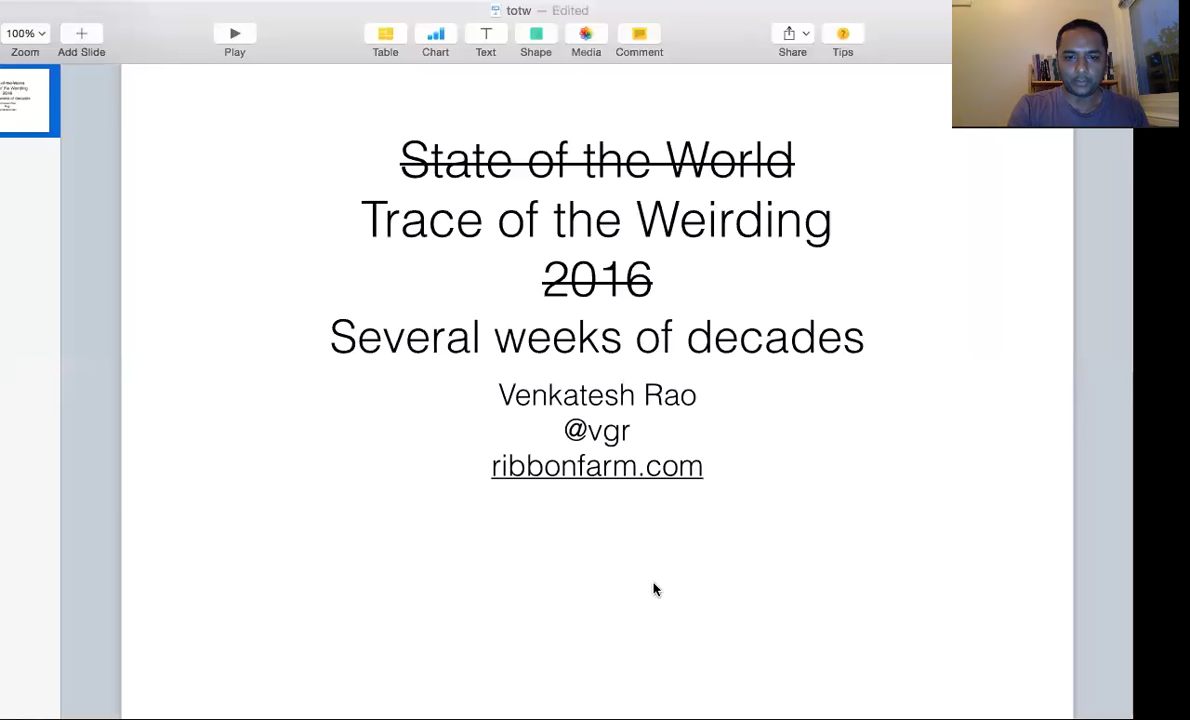 totw — Edited
100%
Zoom
Add Slide
Play
Table
Chart
Text
Shape
Media
Comment
Share
Tips
State of the World
Trace of the Weirding
2016
Several weeks of decades
Venkatesh Rao
@vgr
ribbonfarm.com